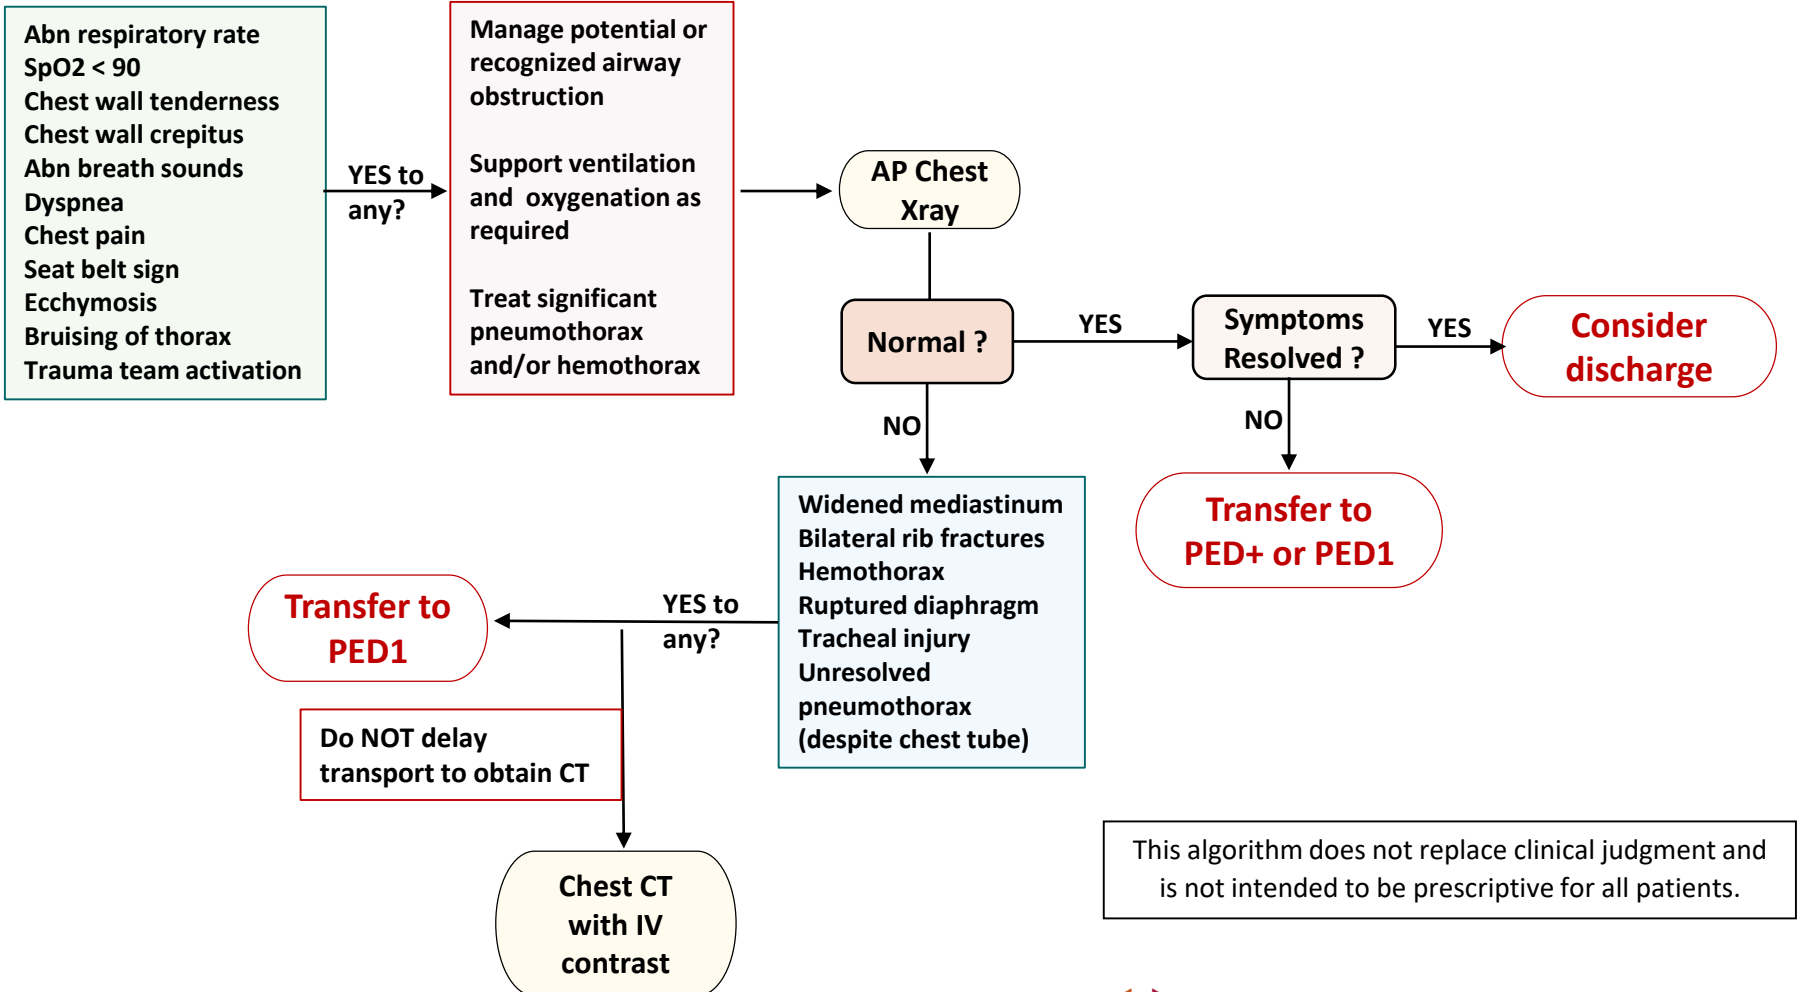 Abn respiratory rate
SpO2 < 90
Chest wall tenderness
Chest wall crepitus
Abn breath sounds
Dyspnea
Chest pain
Seat belt sign
Ecchymosis
Bruising of thorax
Trauma team activation
YES to
any?
Manage potential or
recognized airway
obstruction
Support ventilation
and oxygenation as
required
Treat significant
pneumothorax
and/or hemothorax
AP Chest
Xray
Normal ?
YES
Symptoms
Resolved ?
YES
Consider
discharge
NO
NO
Transfer to
PED+ or PED1
Widened mediastinum
Bilateral rib fractures
Hemothorax
Ruptured diaphragm
Tracheal injury
Unresolved
pneumothorax
(despite chest tube)
YES to
any?
Transfer to
PED1
Do NOT delay
transport to obtain CT
Chest CT
with IV
contrast
This algorithm does not replace clinical judgment and
is not intended to be prescriptive for all patients.